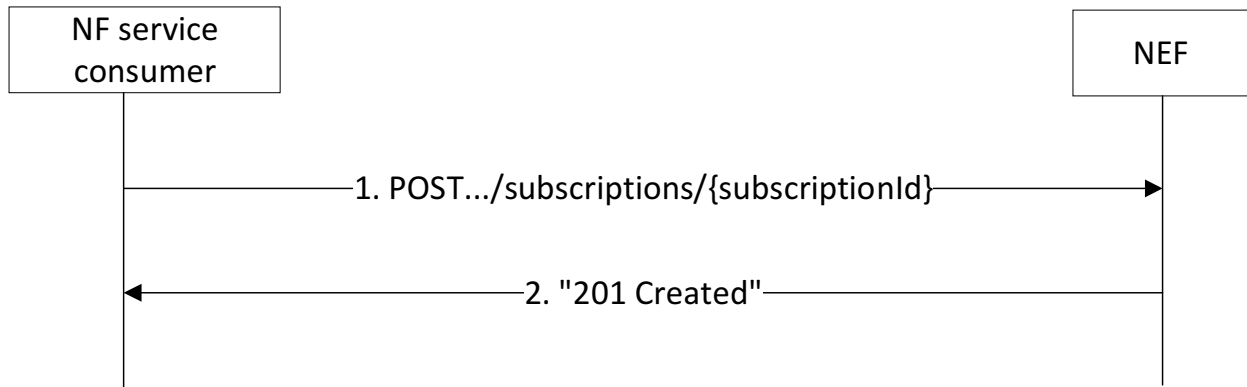 NF service
consumer
NEF
1. POST.../subscriptions/{subscriptionId}
2. "201 Created"